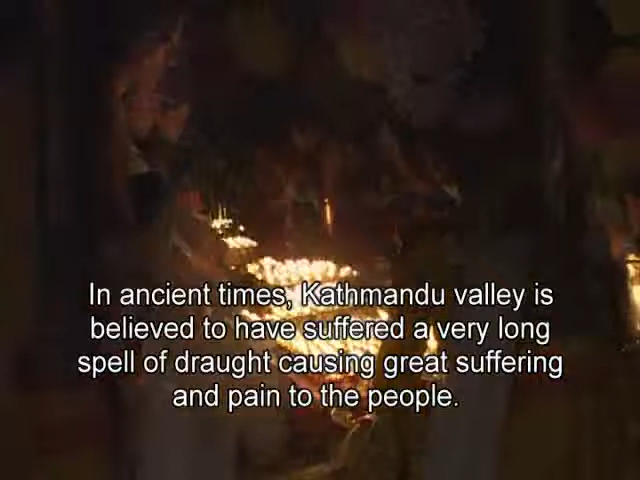 In ancient times, Kathmandu valley is
believed to have suffered a very long
spell of draught causing great suffering
and pain to the people.